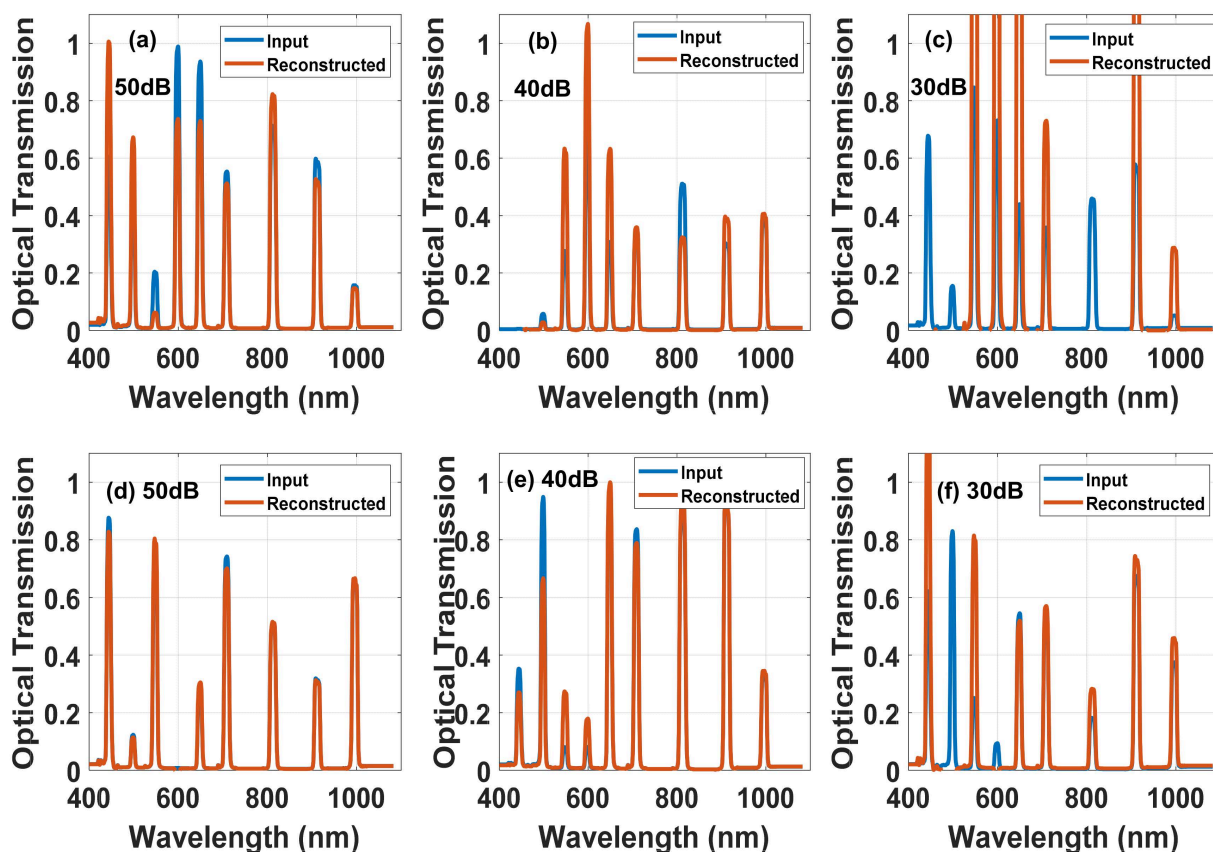 Optical Transmission
1
0.8
0.6
0.4
0.2
0
(a)
50dB
Input
Reconstructed
400 600 800 1000
Wavelength (nm)
Optical Transmission
1
0.8
0.6
0.4
0.2
0
(b)
40dB
Input
Reconstructed
400 600 800 1000
Wavelength (nm)
Optical Transmission
1
0.8
0.6
0.4
0.2
0
(c)
30dB
Input
Reconstructed
400 600 800 1000
Wavelength (nm)
Optical Transmission
1
0.8
0.6
0.4
0.2
0
(d) 50dB
Input
Reconstructed
400 600 800 1000
Wavelength (nm)
Optical Transmission
1
0.8
0.6
0.4
0.2
0
(e) 40dB
Input
Reconstructed
400 600 800 1000
Wavelength (nm)
Optical Transmission
1
0.8
0.6
0.4
0.2
0
(f) 30dB
Input
Reconstructed
400 600 800 1000
Wavelength (nm)